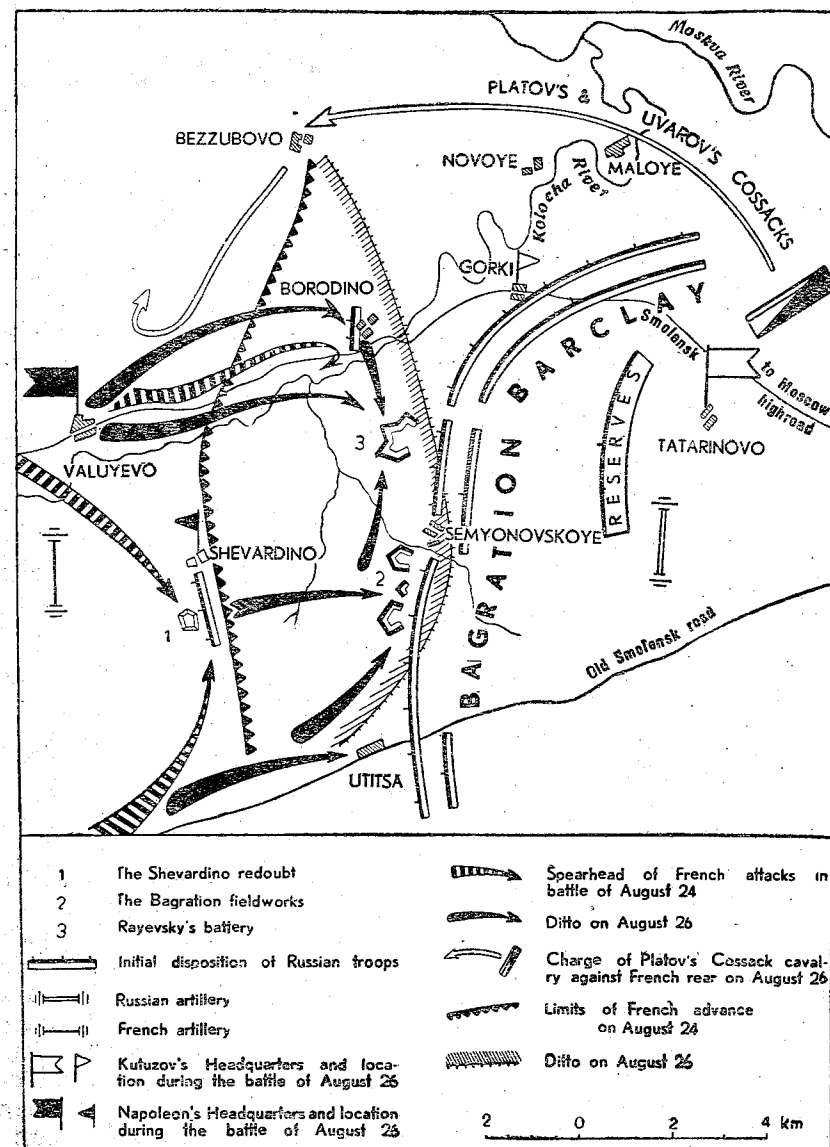 Moskva River
PLATOV'S
UVAROV'S COSSACKS
BEZZUBOVO
NOVOYE
MALOYE
Kolocha River
GORKI
BORODINO
BARCLAY
Smolensk
to Moscow
highroad
RESERVES
TATARINOVO
3
VALUYEVO
BAGRATION
SEMYONOVSKOYE
SHEVARDINO
2
1
Old Smolensk road
UTITSA
1 The Shevardino redoubt
2 The Bagration fieldworks
3 Rayevsky's battery
Initial disposition of Russian troops
Russian artillery
French artillery
Kutuzov's Headquarters and loca-
tion during the battle of August 26
Napoleon's Headquarters and location
during the battle of August 26
Spearhead of French attacks in
battle of August 24
Ditto on August 26
Charge of Platov's Cossack caval-
ry against French rear on August 26
Limits of French advance
on August 24
Ditto on August 26
2 0 2 4 km